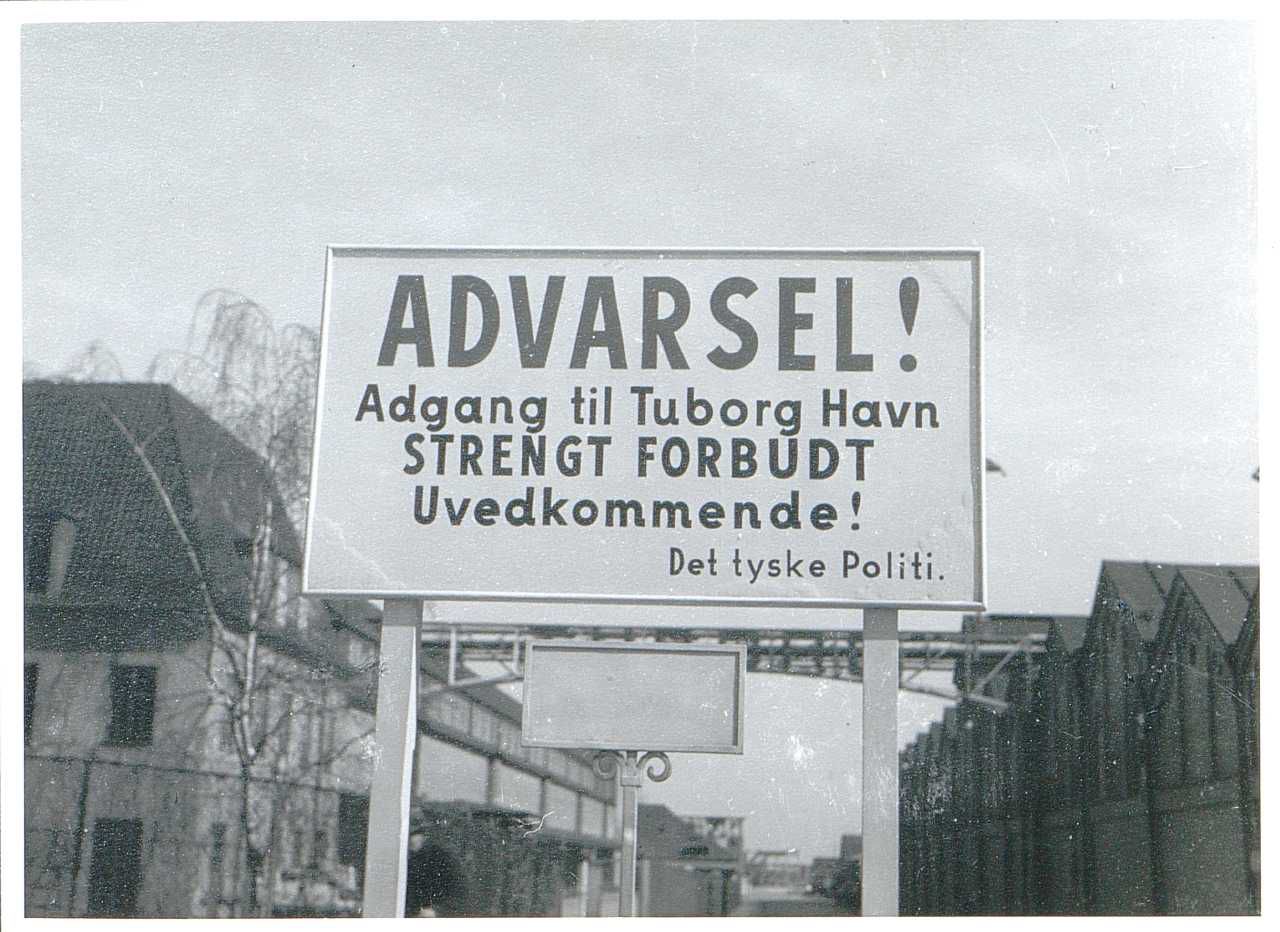 ADVARSEL!
Adgang til Tuborg Havn
STRENGT FORBUDT
Uvedkommende!
Det tyske Politi.